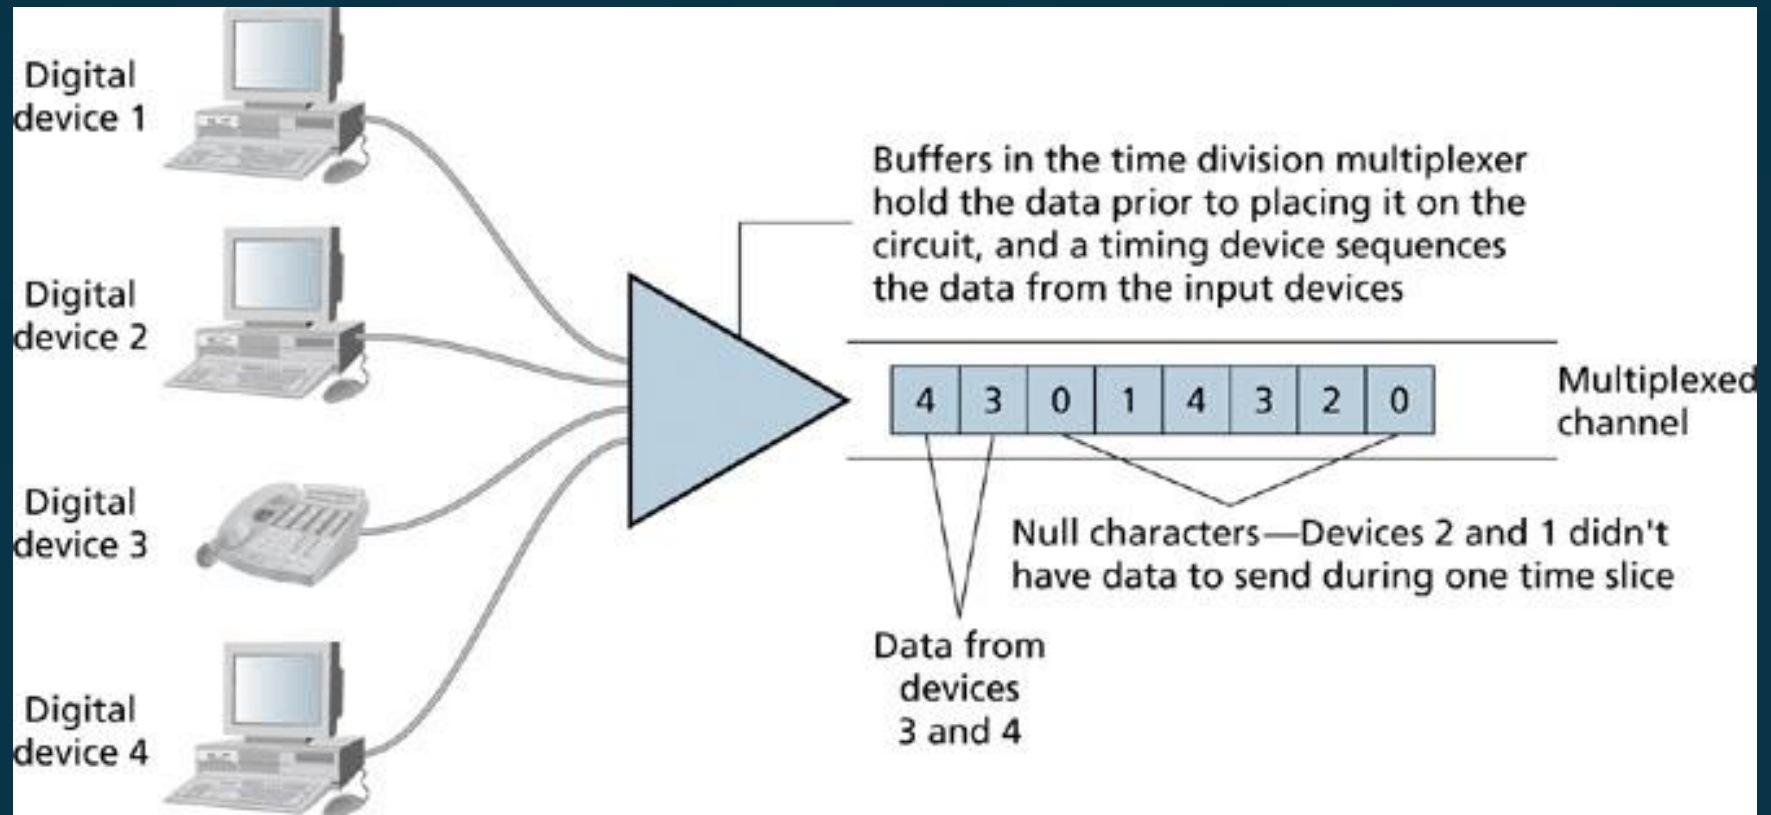 Digital
device 1
Buffers in the time division multiplexer
hold the data prior to placing it on the
circuit, and a timing device sequences
the data from the input devices
Digital
device 2
4 3 0 1 4 3 2 0
Multiplexed
channel
Digital
device 3
Null characters—Devices 2 and 1 didn't
have data to send during one time slice
Data from
devices
3 and 4
Digital
device 4